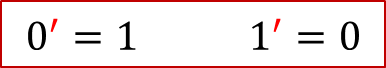 0′ = 1 1′ = 0